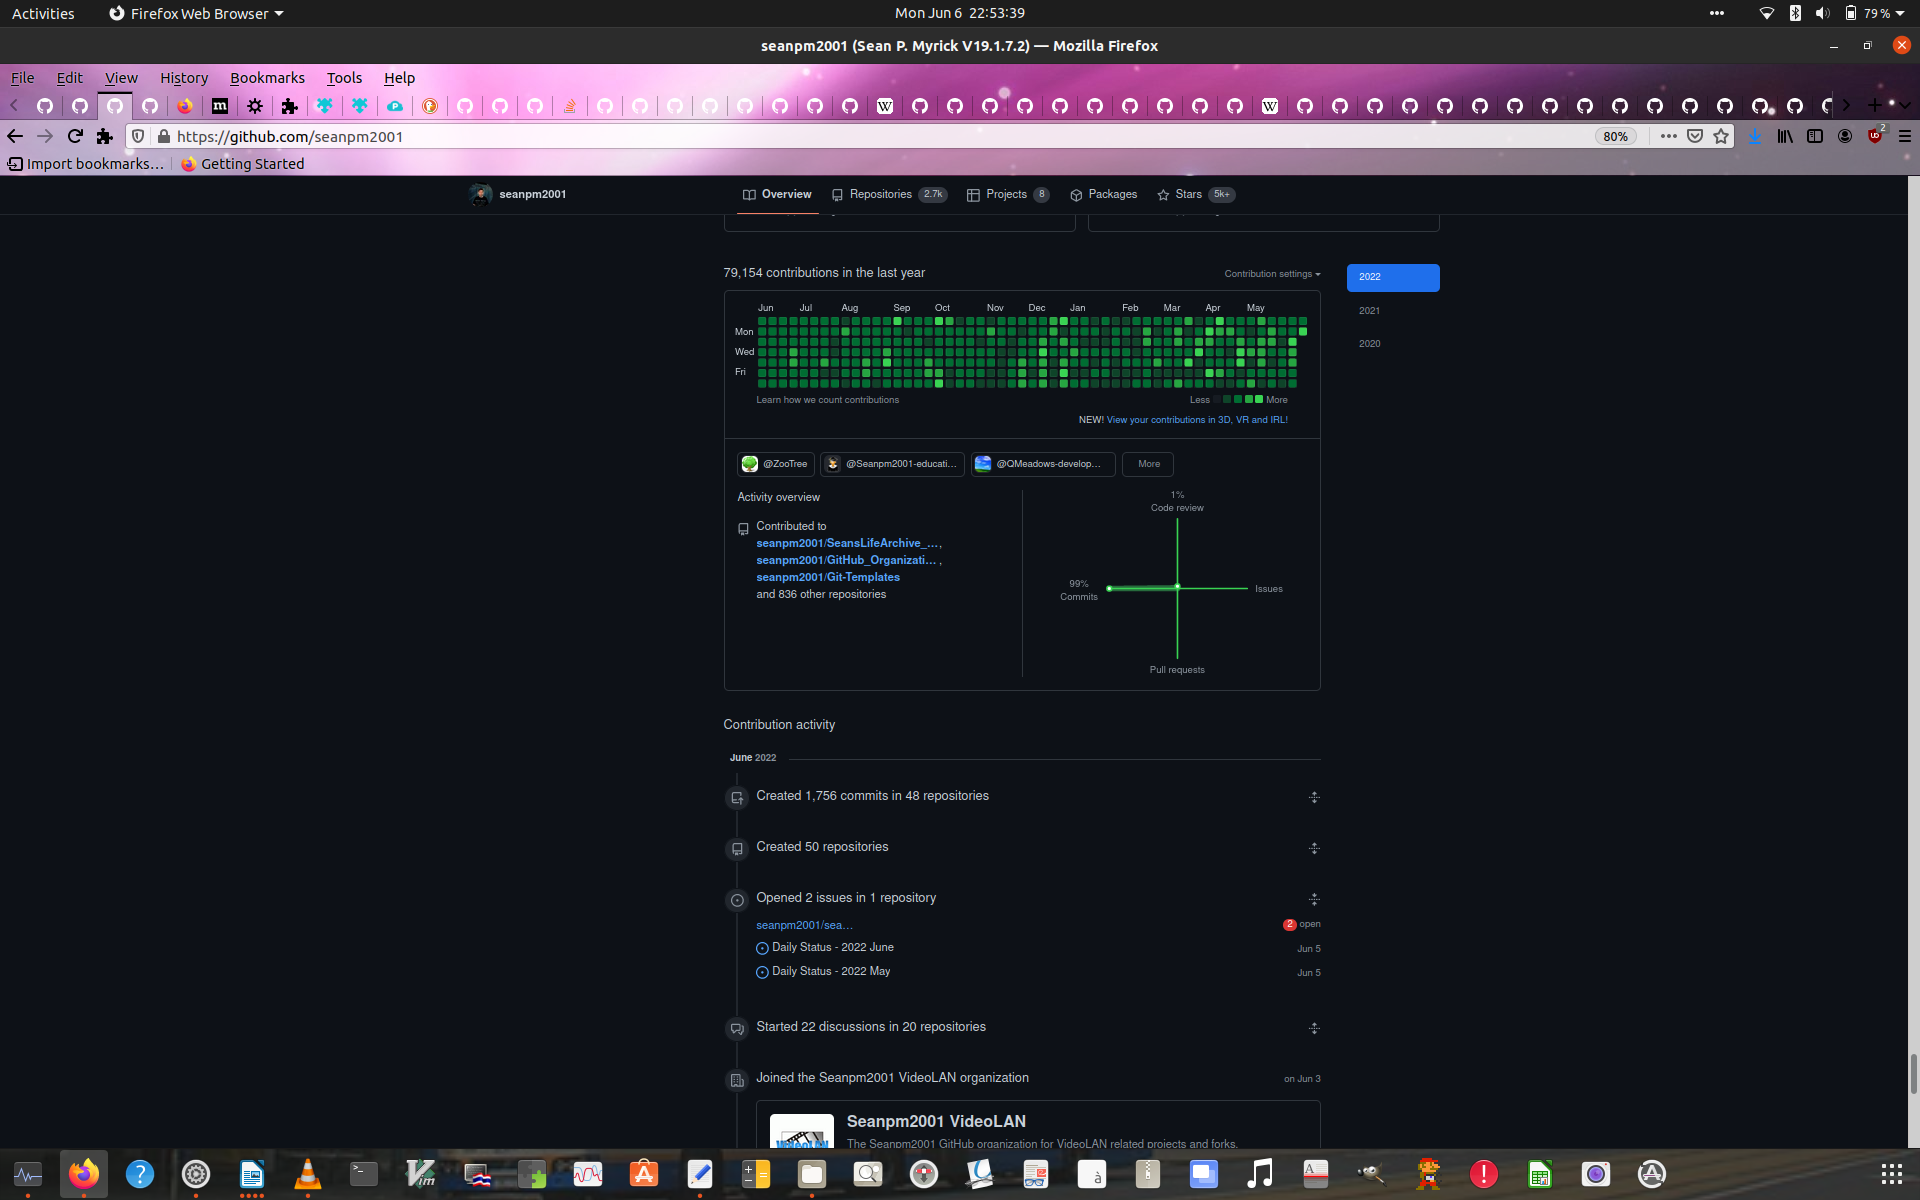 Activities
Firefox Web Browser
Mon Jun 6 22:53:39
79 %
seanpm2001 (Sean P. Myrick V19.1.7.2) — Mozilla Firefox
File Edit View History Bookmarks Tools Help
https://github.com/seanpm2001
80%
2
Import bookmarks…
Getting Started
seanpm2001
Overview
Repositories 2.7k
Projects 8
Packages
Stars 5k+
79,154 contributions in the last year
Contribution settings
2022
2021
2020
Jun Jul Aug Sep Oct Nov Dec Jan Feb Mar Apr May
Mon
Wed
Fri
Learn how we count contributions
Less More
NEW! View your contributions in 3D, VR and IRL!
@ZooTree
@Seanpm2001-educati…
@QMeadows-develop…
More
Activity overview
Contributed to
seanpm2001/SeansLifeArchive_…,
seanpm2001/GitHub_Organizati… ,
seanpm2001/Git-Templates
and 836 other repositories
1%
Code review
99%
Commits
Issues
Pull requests
Contribution activity
June 2022
Created 1,756 commits in 48 repositories
Created 50 repositories
Opened 2 issues in 1 repository
seanpm2001/sea…
2 open
Daily Status - 2022 June
Jun 5
Daily Status - 2022 May
Jun 5
Started 22 discussions in 20 repositories
Joined the Seanpm2001 VideoLAN organization
on Jun 3
Seanpm2001 VideoLAN
The Seanpm2001 GitHub organization for VideoLAN related projects and forks.
VideoLAN